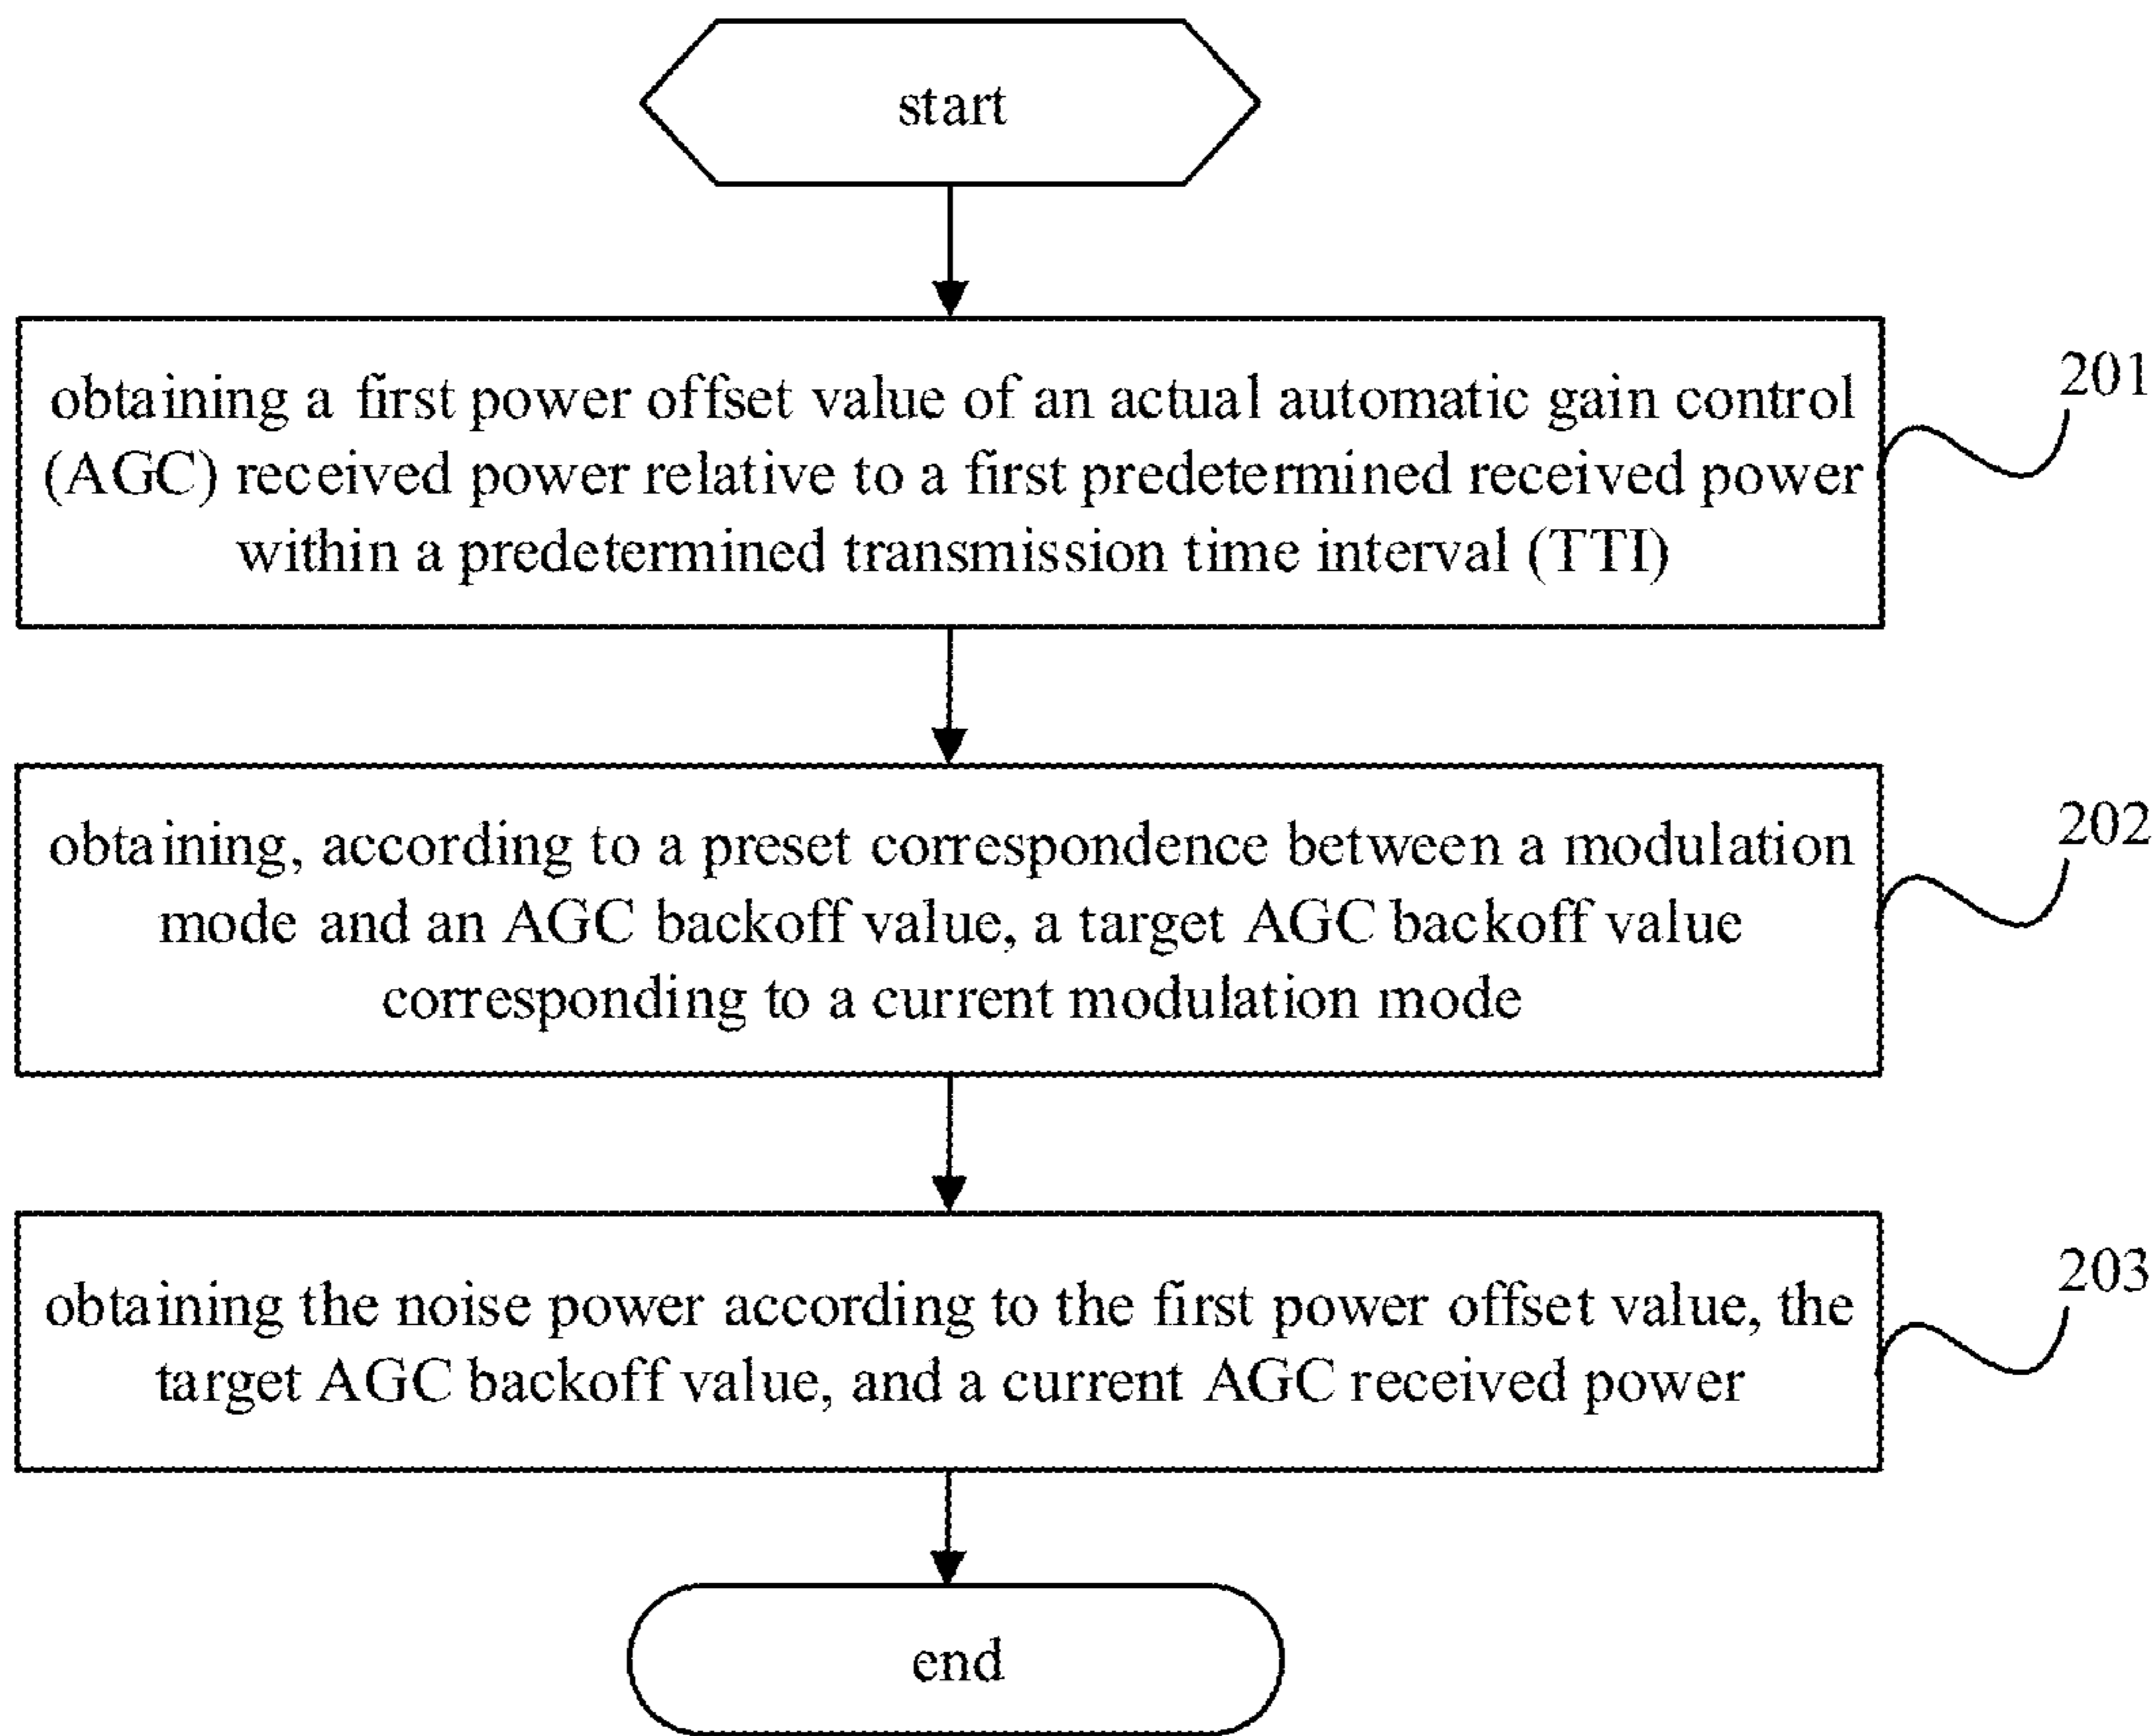 start
obtaining a first power offset value of an actual automatic gain control
(AGC) received power relative to a first predetermined received power
within a predetermined transmission time interval (TTI)
201
obtaining, according to a preset correspondence between a modulation
mode and an AGC backoff value, a target AGC backoff value
corresponding to a current modulation mode
202
obtaining the noise power according to the first power offset value, the
target AGC backoff value, and a current AGC received power
203
end